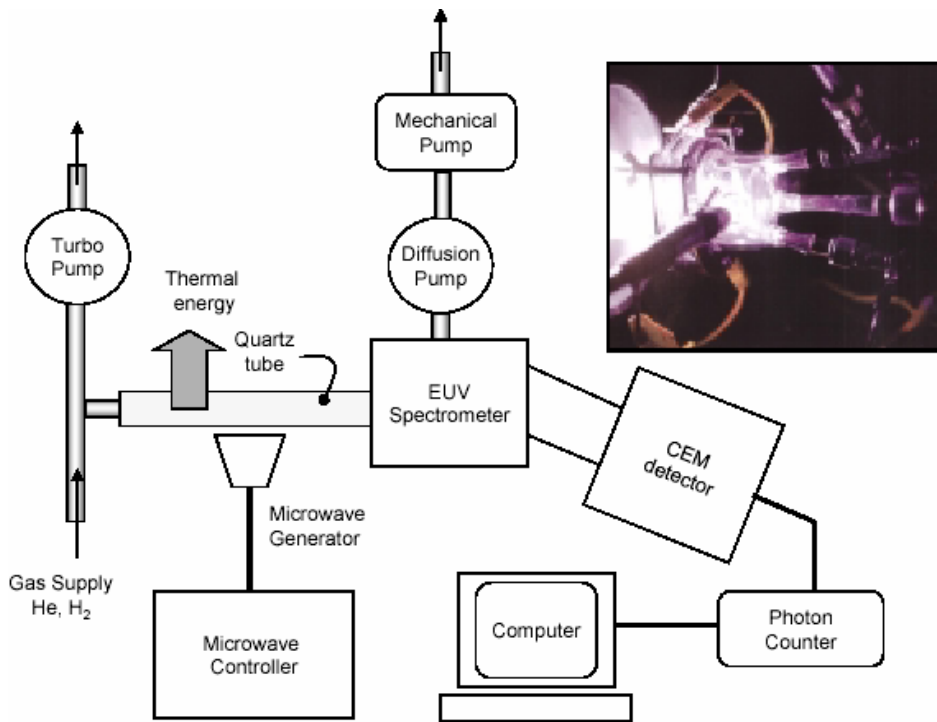 Mechanical
Pump
Turbo
Pump
Diffusion
Pump
Thermal
energy
Quartz
tube
EUV
Spectrometer
CEM
detector
Microwave
Generator
Gas Supply
He, H₂
Microwave
Controller
Computer
Photon
Counter